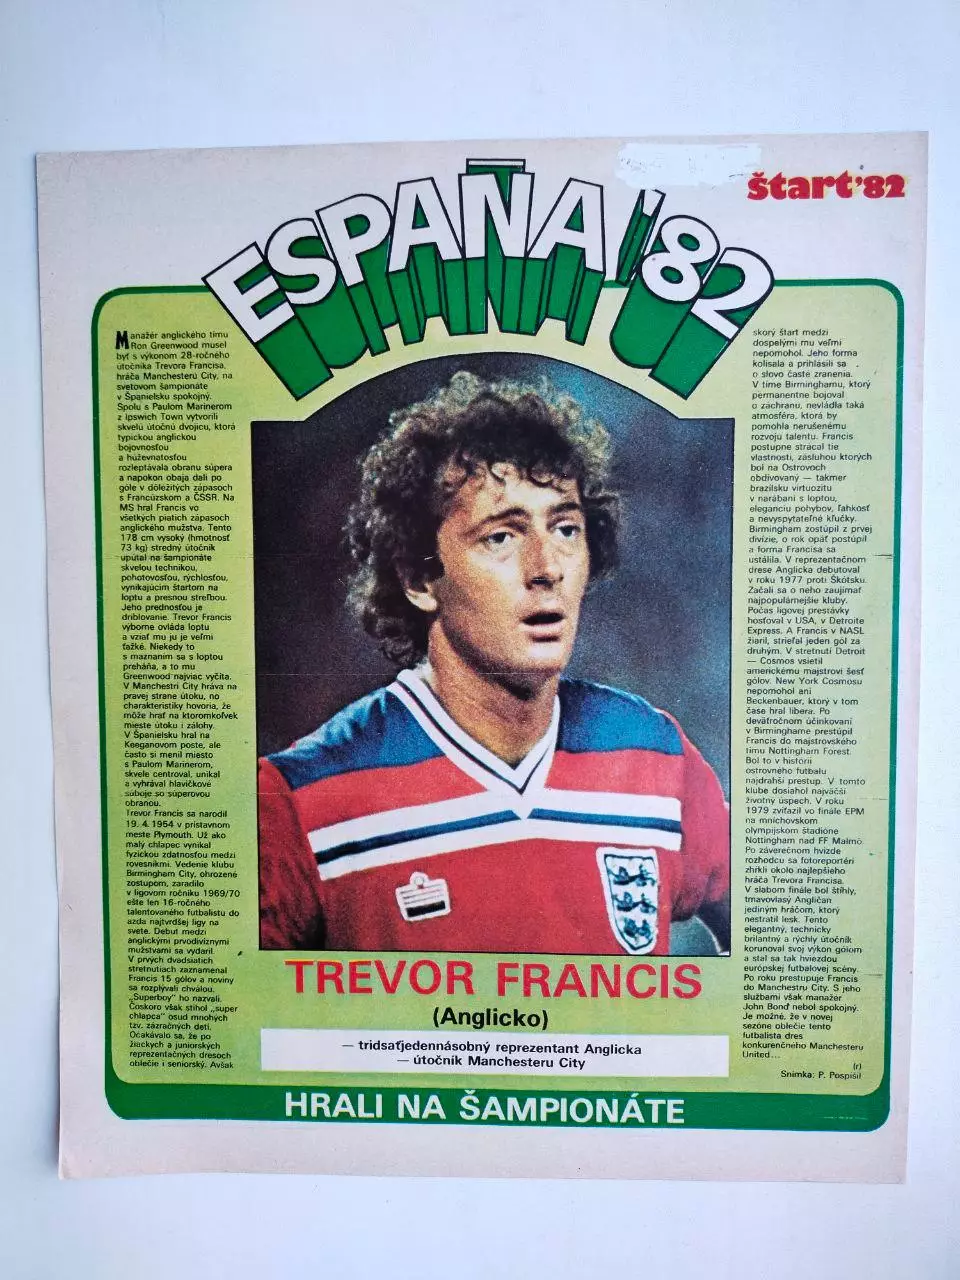 štart'82
ESPAÑA '82
Manažér anglického tímu
Ron Greenwood musel
byť s výkonom 28-ročného
útočníka Trevora Francisa,
hráča Manchesteru City, na
svetovom šampionáte
v Španielsku spokojný.
Spolu s Paulom Marinerom
z Ipswich Town vytvorili
skvelú útočnú dvojicu, ktorá
typickou anglickou
bojovnosťou
a húževnatosťou
rozleptávala obranu súpera
a napokon obaja dali po
góle v dôležitých zápasoch
s Francúzskom a ČSSR. Na
MS hral Francis vo
všetkých piatich zápasoch
anglického mužstva. Tento
178 cm vysoký (hmotnosť
73 kg) stredný útočník
upútal na šampionáte
skvelou technikou,
pohotovosťou, rýchlosťou,
vynikajúcim štartom na
loptu a presnou streľbou.
Jeho prednosťou je
driblovanie. Trevor Francis
výborne ovláda loptu
a vziať mu ju je veľmi
ťažké. Niekedy to
s maznaním sa s loptou
preháňa, a to mu
Greenwood najviac vyčíta.
V Manchestri City hráva na
pravej strane útoku, no
charakteristiky hovoria, že
môže hrať na ktoromkoľvek
mieste útoku i zálohy.
V Španielsku hral na
Keeganovom poste, ale
často si menil miesto
s Paulom Marinerom,
skvele centroval, unikal
a vyhrával hlavičkové
súboje so súperovou
obranou.
Trevor Francis sa narodil
19. 4. 1954 v prístavnom
meste Plymouth. Už ako
malý chlapec vynikal
fyzickou zdatnosťou medzi
rovesníkmi. Vedenie klubu
Birmingham City, ohrozené
zostupom, zaradilo
v ligovom ročníku 1969/70
ešte len 16-ročného
talentovaného futbalistu do
azda najtvrdšej ligy na
svete. Debut medzi
anglickými prvodivíznymi
mužstvami sa vydaril.
V prvých dvadsiatich
stretnutiach zaznamenal
Francis 15 gólov a noviny
sa rozplývali chválou.
„Superboy" ho nazvali.
Čoskoro však stihol „super
chlapca" osud mnohých
tzv. zázračných detí.
Očakávalo sa, že po
žiackych a juniorských
reprezentačných dresoch
oblečie i seniorský. Avšak
skorý štart medzi
dospelými mu veľmi
nepomohol. Jeho forma
kolísala a prihlásili sa
o slovo časté zranenia.
V tíme Birminghamu, ktorý
permanentne bojoval
o záchranu, nevládla taká
atmosféra, ktorá by
pomohla nerušenému
rozvoju talentu. Francis
postupne strácal tie
vlastnosti, zásluhou ktorých
bol na Ostrovoch
obdivovaný — takmer
brazílsku virtuozitu
v narábaní s loptou,
eleganciu pohybov, ľahkosť
a nevyspytateľné kľučky.
Birmingham zostúpil z prvej
divízie, o rok opäť postúpil
a forma Francisa sa
ustálila. V reprezentačnom
drese Anglicka debutoval
v roku 1977 proti Škótsku.
Začali sa o neho zaujímať
najpopulárnejšie kluby.
Počas ligovej prestávky
hosťoval v USA, v Detroite
Express. A Francis v NASL
žiaril, strieľal jeden gól za
druhým. V stretnutí Detroit
— Cosmos vsietil
americkému majstrovi šesť
gólov. New York Cosmosu
nepomohol ani
Beckenbauer, ktorý v tom
čase hral libera. Po
deväťročnom účinkovaní
v Birminghame prestúpil
Francis do majstrovského
tímu Nottingham Forest.
Bol to v histórii
ostrovného futbalu
najdrahší prestup. V tomto
klube dosiahol najväčší
životný úspech. V roku
1979 zvíťazil vo finále EPM
na mníchovskom
olympijskom štadióne
Nottingham nad FF Malmö.
Po záverečnom hvizde
rozhodcu sa fotoreportéri
zhŕkli okolo najlepšieho
hráča Trevora Francisa.
V slabom finále bol štíhly,
tmavovlasý Angličan
jediným hráčom, ktorý
nestratil lesk. Tento
elegantný, technicky
brilantný a rýchly útočník
korunoval svoj výkon gólom
a stal sa tak hviezdou
európskej futbalovej scény.
Po roku prestupuje Francis
do Manchesteru City. S jeho
službami však manažér
John Bond nebol spokojný.
Je možné, že v novej
sezóne oblečie tento
futbalista dres
konkurenčného Manchesteru
United...
(r)
Snímka: P. Pospíšil
TREVOR FRANCIS
(Anglicko)
— tridsaťjedennásobný reprezentant Anglicka
— útočník Manchesteru City
HRALI NA ŠAMPIONÁTE